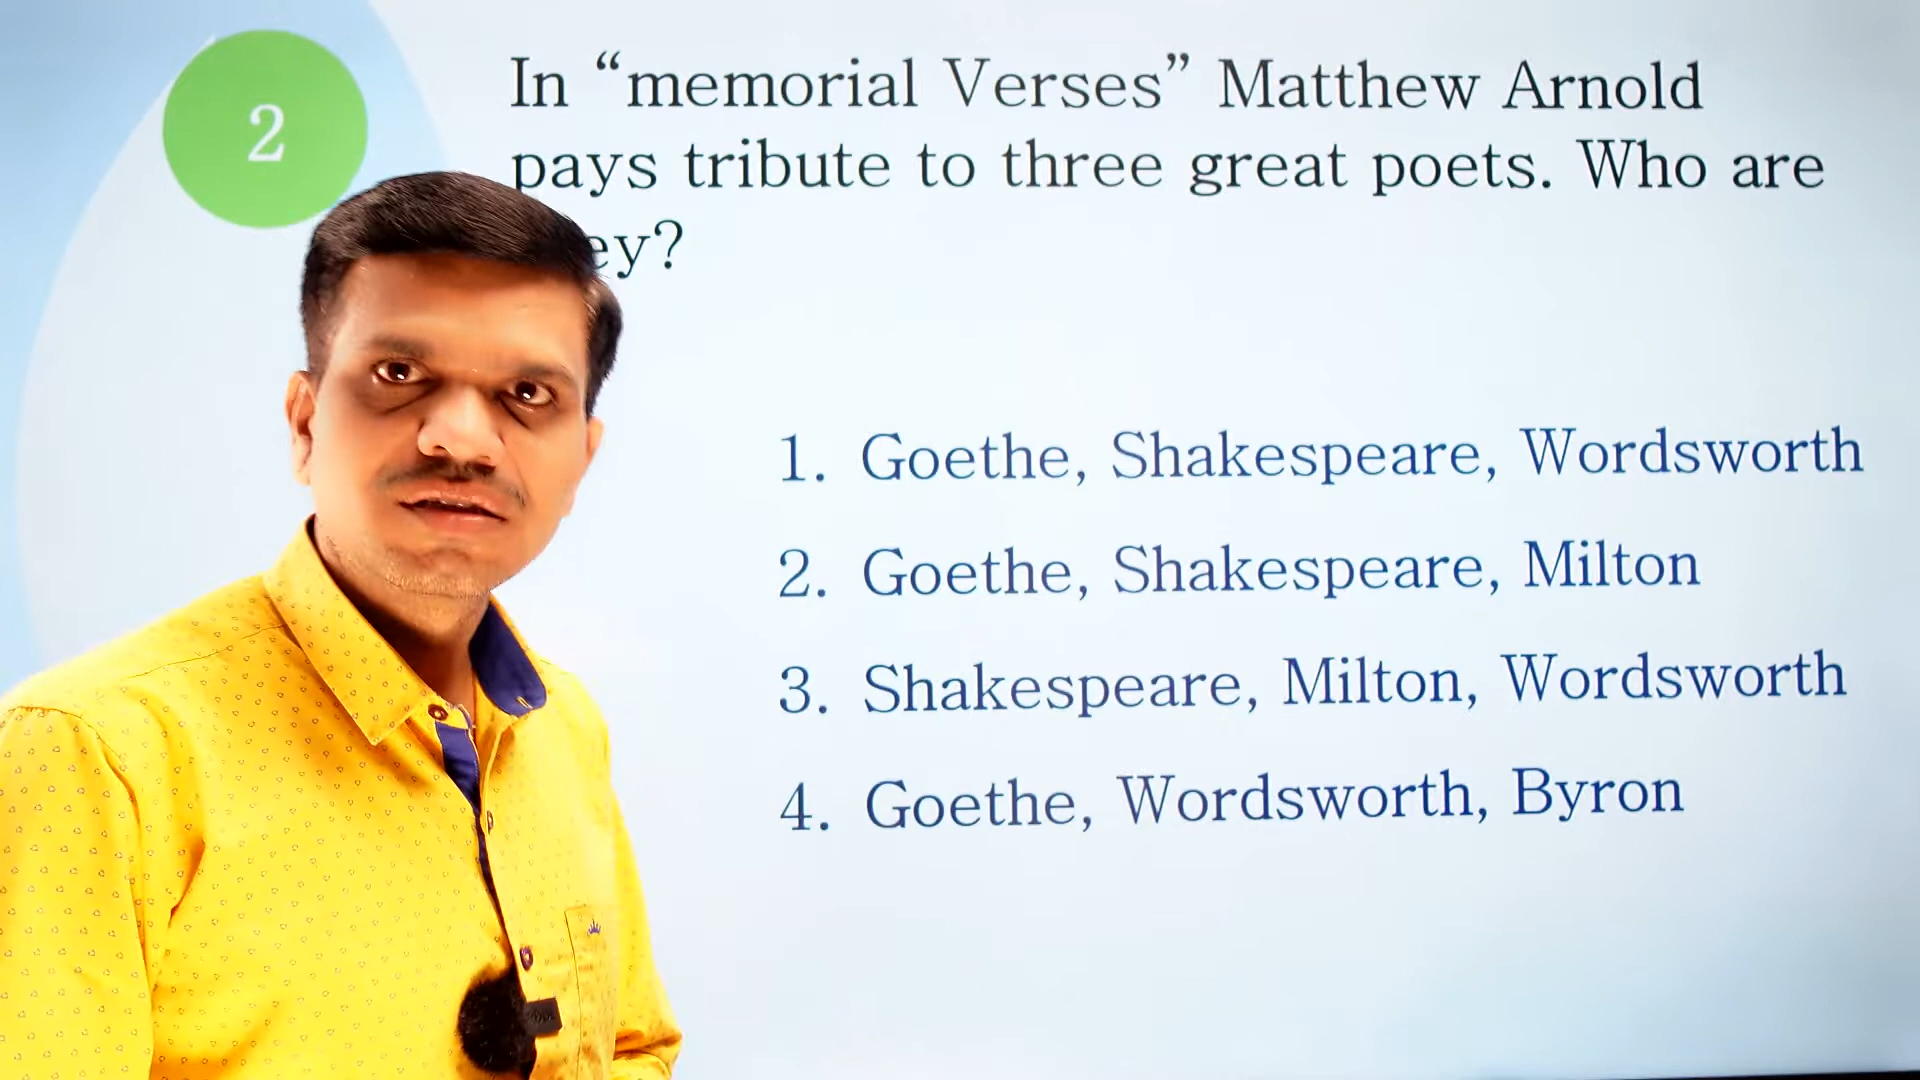 2
In “memorial Verses” Matthew Arnold
pays tribute to three great poets. Who are
ey?
1. Goethe, Shakespeare, Wordsworth
2. Goethe, Shakespeare, Milton
3. Shakespeare, Milton, Wordsworth
4. Goethe, Wordsworth, Byron